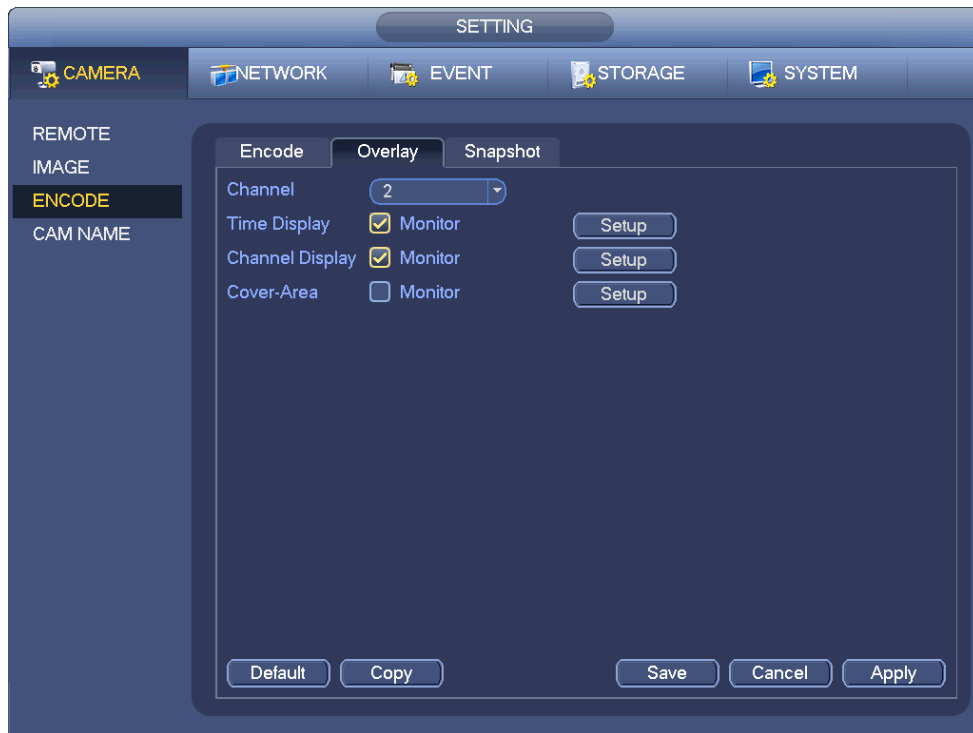 SETTING
CAMERA NETWORK EVENT STORAGE SYSTEM
REMOTE
IMAGE
ENCODE
CAM NAME
Encode Overlay Snapshot
Channel 2
Time Display Monitor Setup
Channel Display Monitor Setup
Cover-Area Monitor Setup
Default Copy Save Cancel Apply